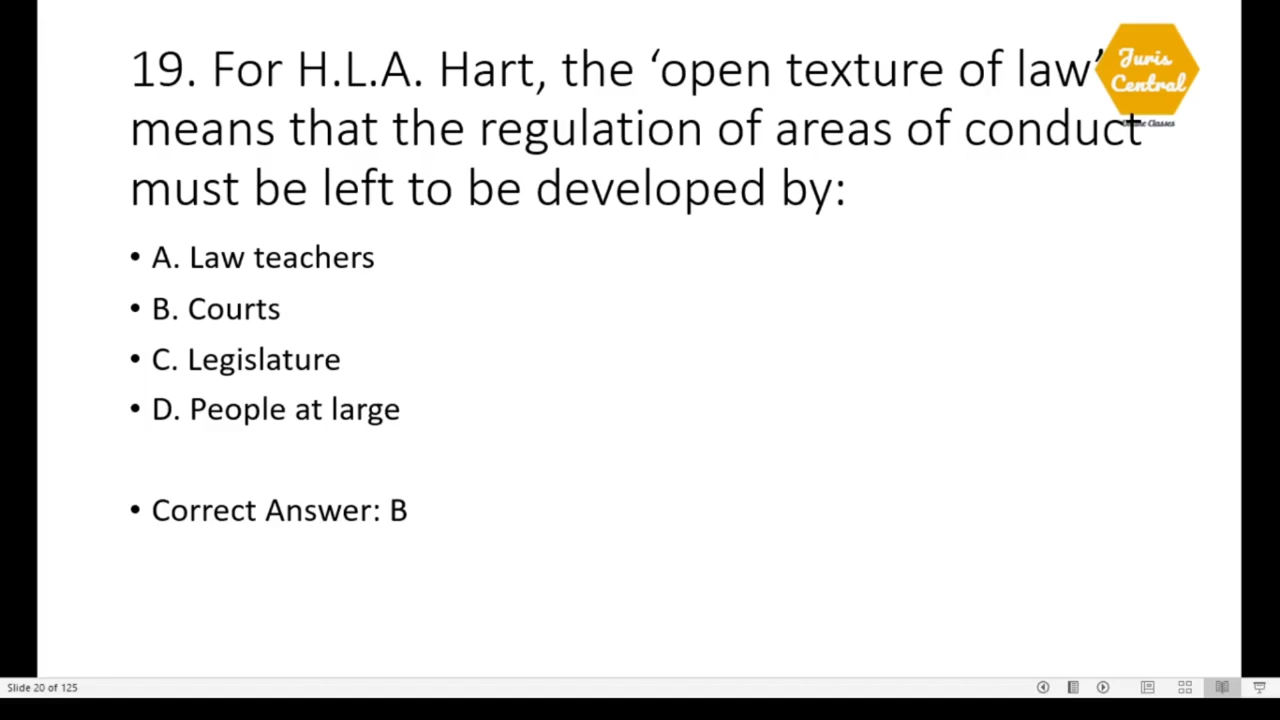 19. For H.L.A. Hart, the ‘open texture of law’
means that the regulation of areas of conduct
must be left to be developed by:
• A. Law teachers
• B. Courts
• C. Legislature
• D. People at large
• Correct Answer: B
Juris
Central
Classes
Slide 20 of 125